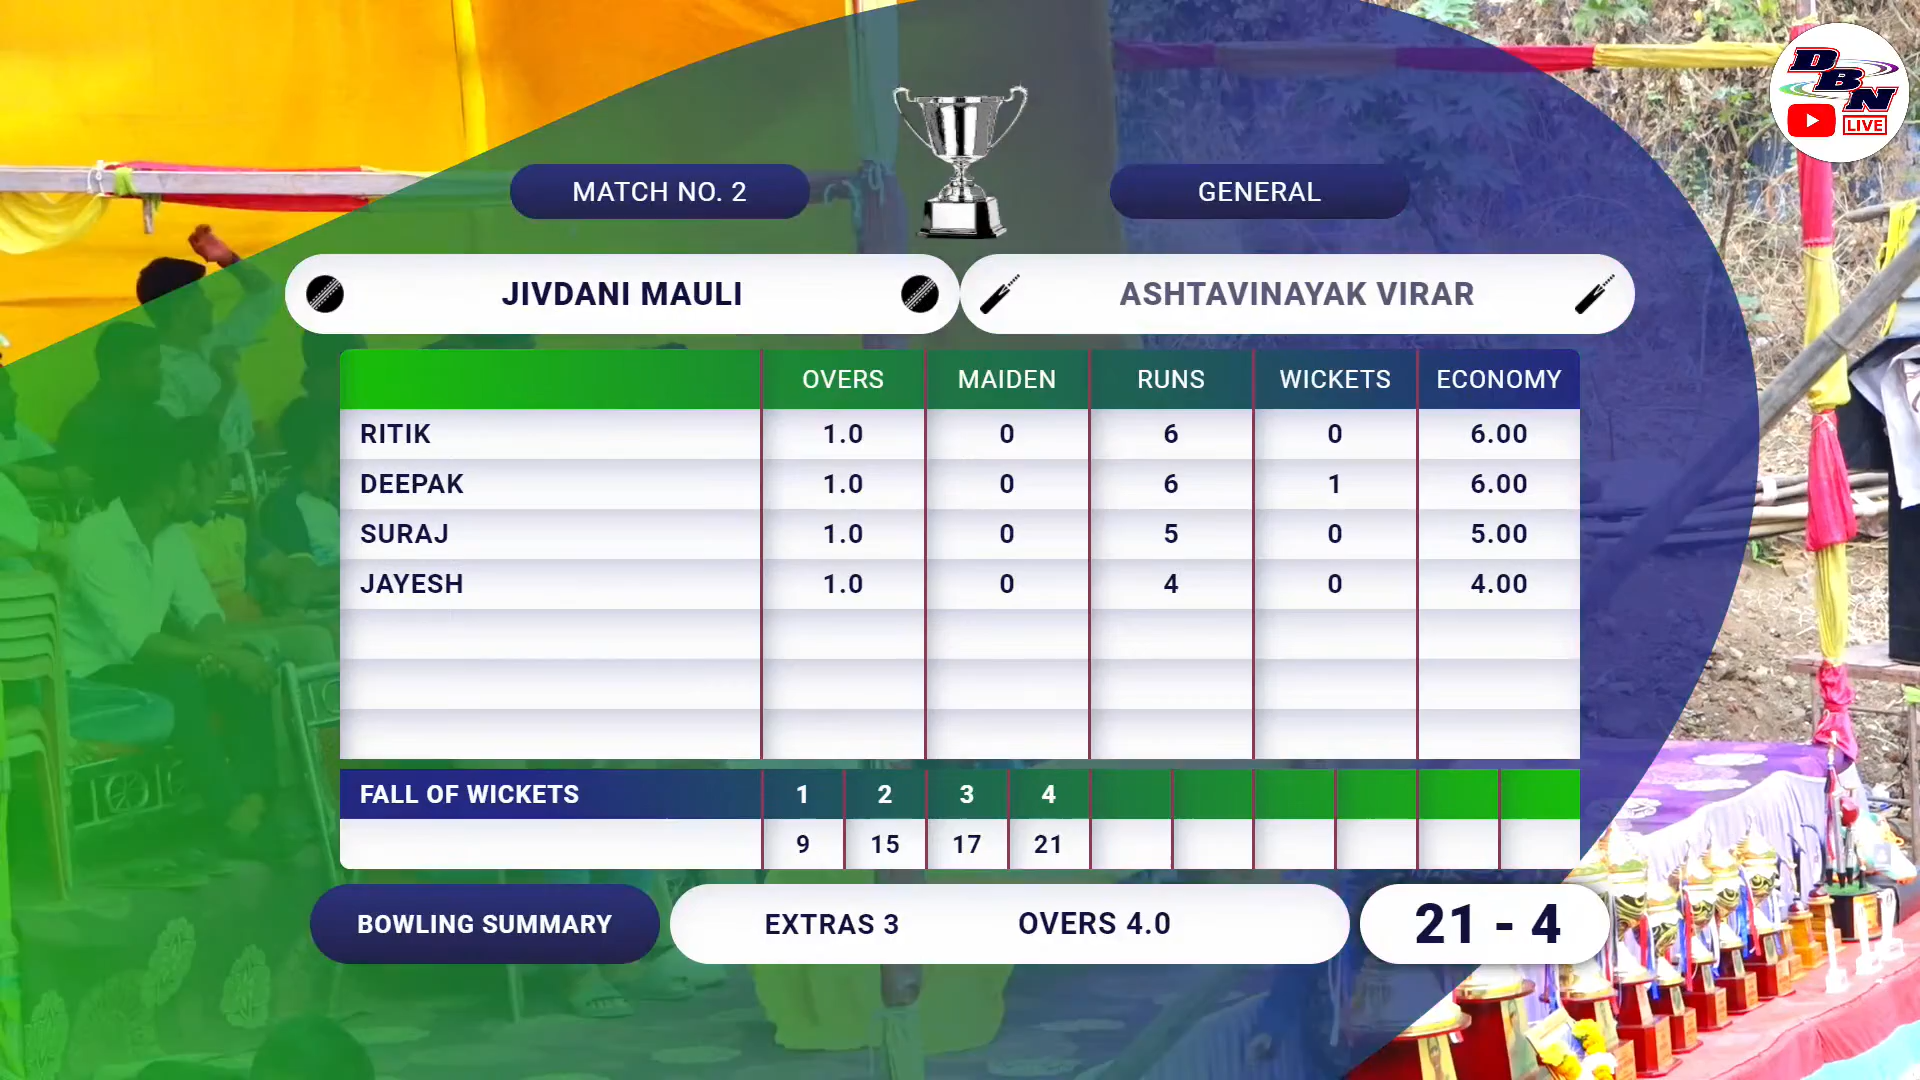 DBN
LIVE
MATCH NO. 2
GENERAL
JIVDANI MAULI
ASHTAVINAYAK VIRAR
OVERS MAIDEN RUNS WICKETS ECONOMY
RITIK 1.0 0 6 0 6.00
DEEPAK 1.0 0 6 1 6.00
SURAJ 1.0 0 5 0 5.00
JAYESH 1.0 0 4 0 4.00
FALL OF WICKETS 1 2 3 4
9 15 17 21
BOWLING SUMMARY
EXTRAS 3 OVERS 4.0
21 - 4